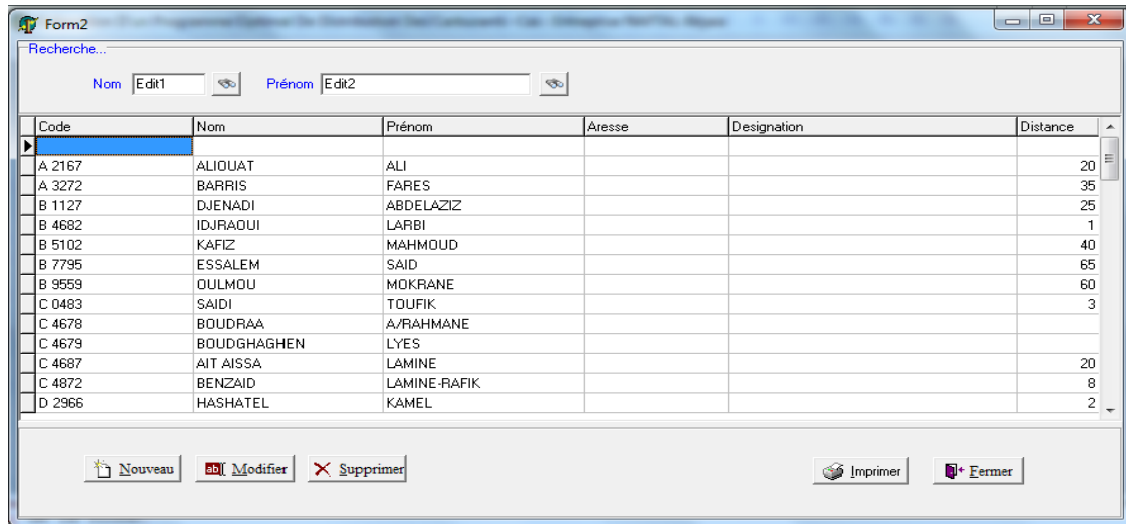 Form2
Recherche...
Nom Edit1 Prénom Edit2
Code Nom Prénom Aresse Designation Distance
A 2167 ALIOUAT ALI 20
A 3272 BARRIS FARES 35
B 1127 DJENADI ABDELAZIZ 25
B 4682 IDJRAOUI LARBI 1
B 5102 KAFIZ MAHMOUD 40
B 7795 ESSALEM SAID 65
B 9559 OULMOU MOKRANE 60
C 0483 SAIDI TOUFIK 3
C 4678 BOUDRAA A/RAHMANE
C 4679 BOUDGHAGHEN LYES
C 4687 AIT AISSA LAMINE 20
C 4872 BENZAID LAMINE-RAFIK 8
D 2966 HASHATEL KAMEL 2
Nouveau Modifier Supprimer Imprimer Fermer